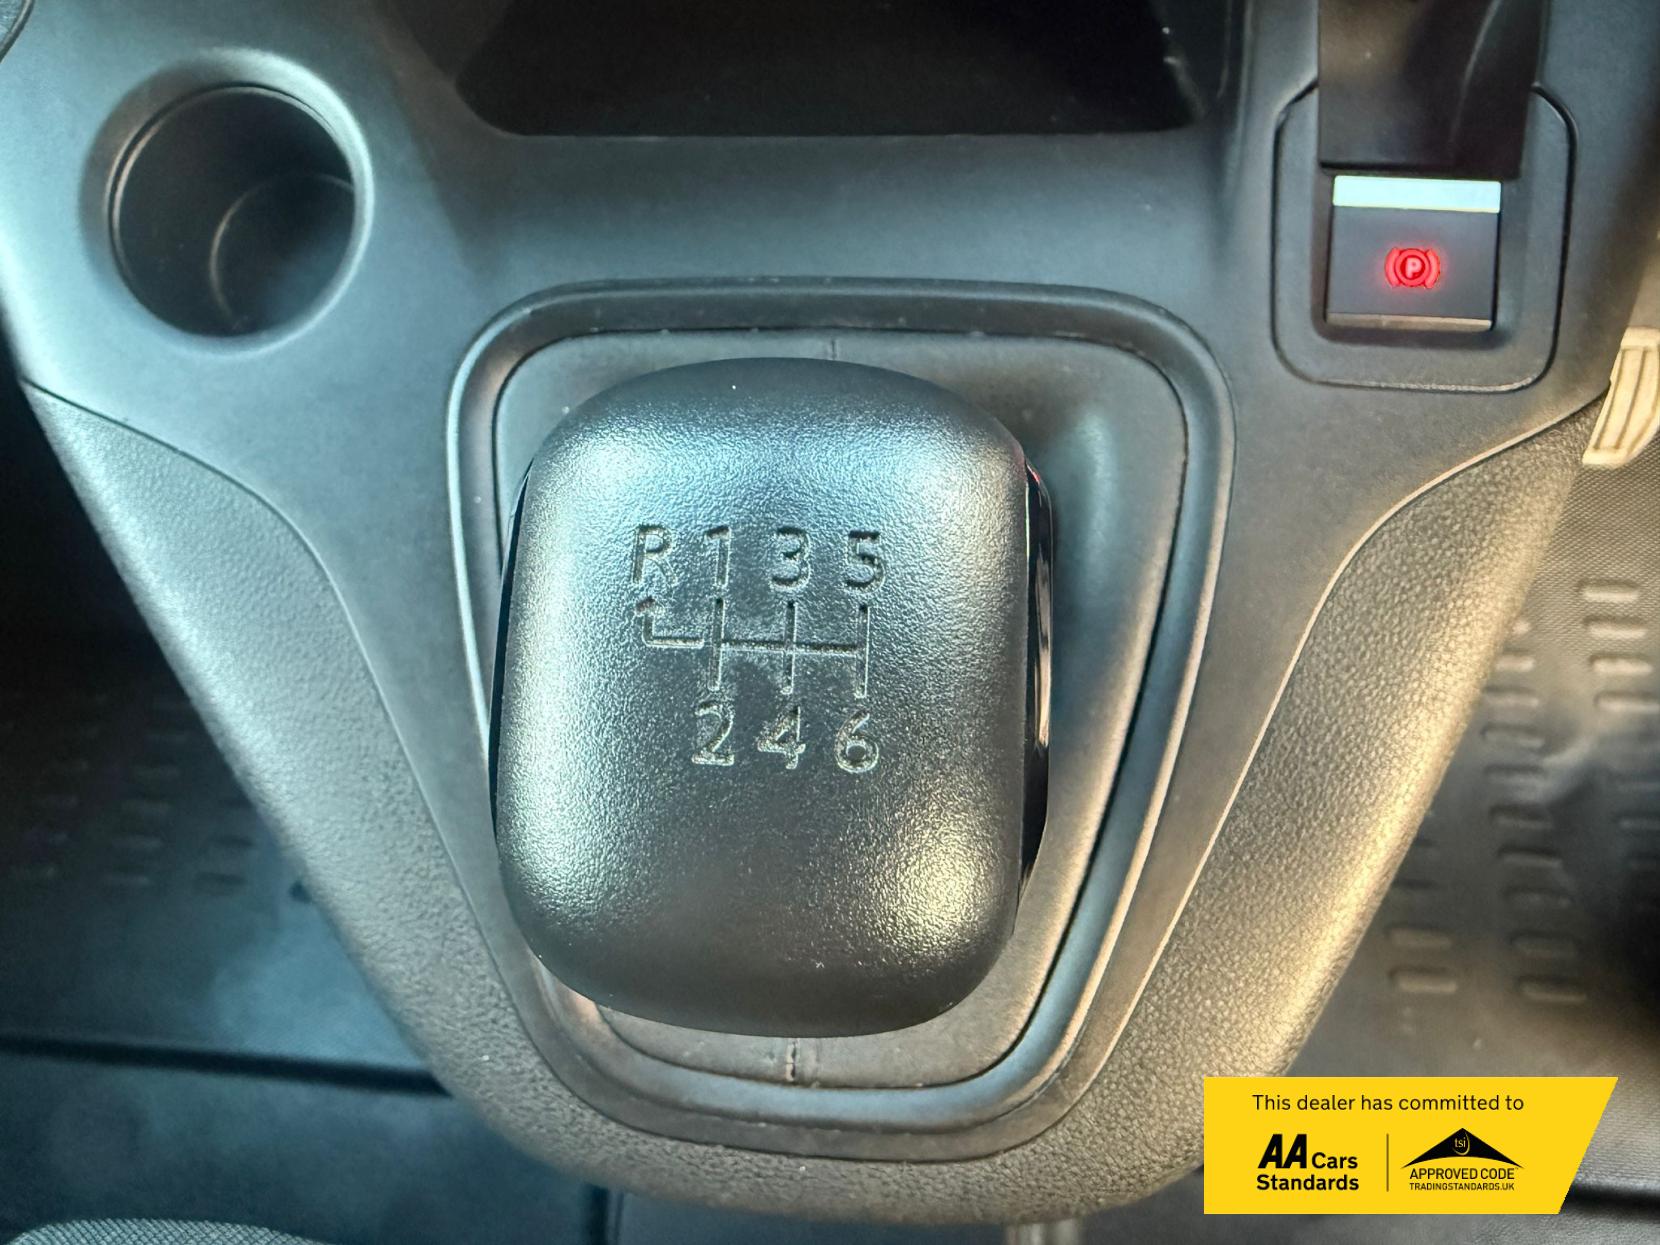 P
R 1 3 5
2 4 6
This dealer has committed to
AA Cars
Standards
tsi
APPROVED CODE
TRADINGSTANDARDS.UK